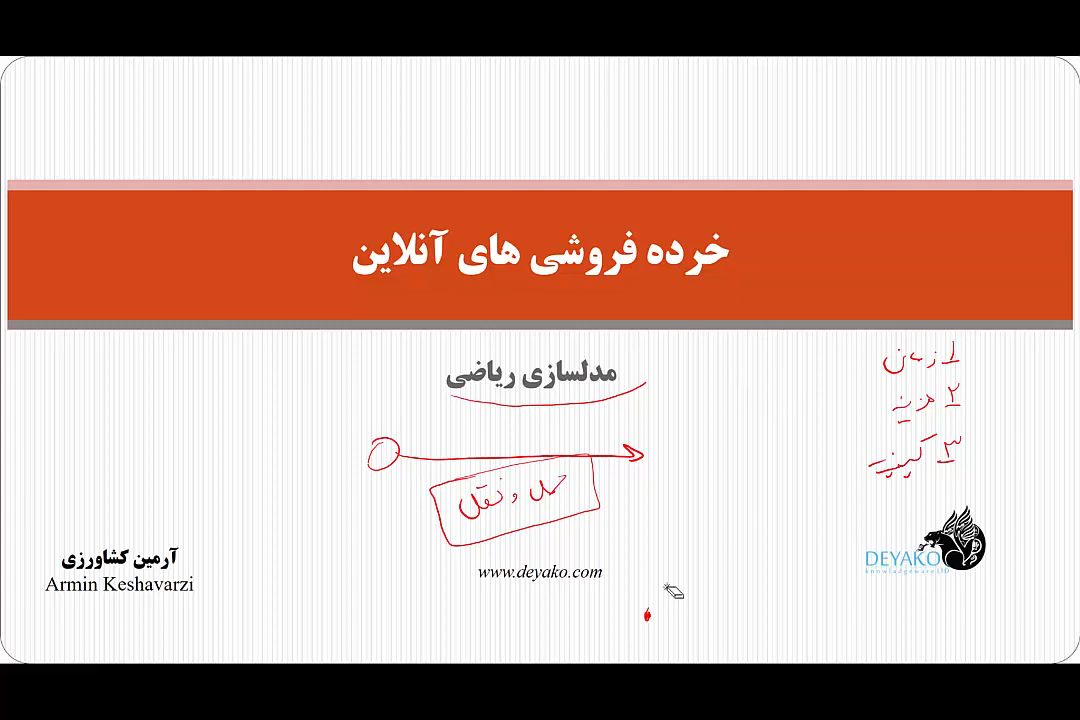 خرده فروشی های آنلاین
مدلسازی ریاضی
۱ زمان
۲ هزینه
۳ کیفیت
حمل و نقل
آرمین کشاورزی
Armin Keshavarzi
www.deyako.com
DEYAKO